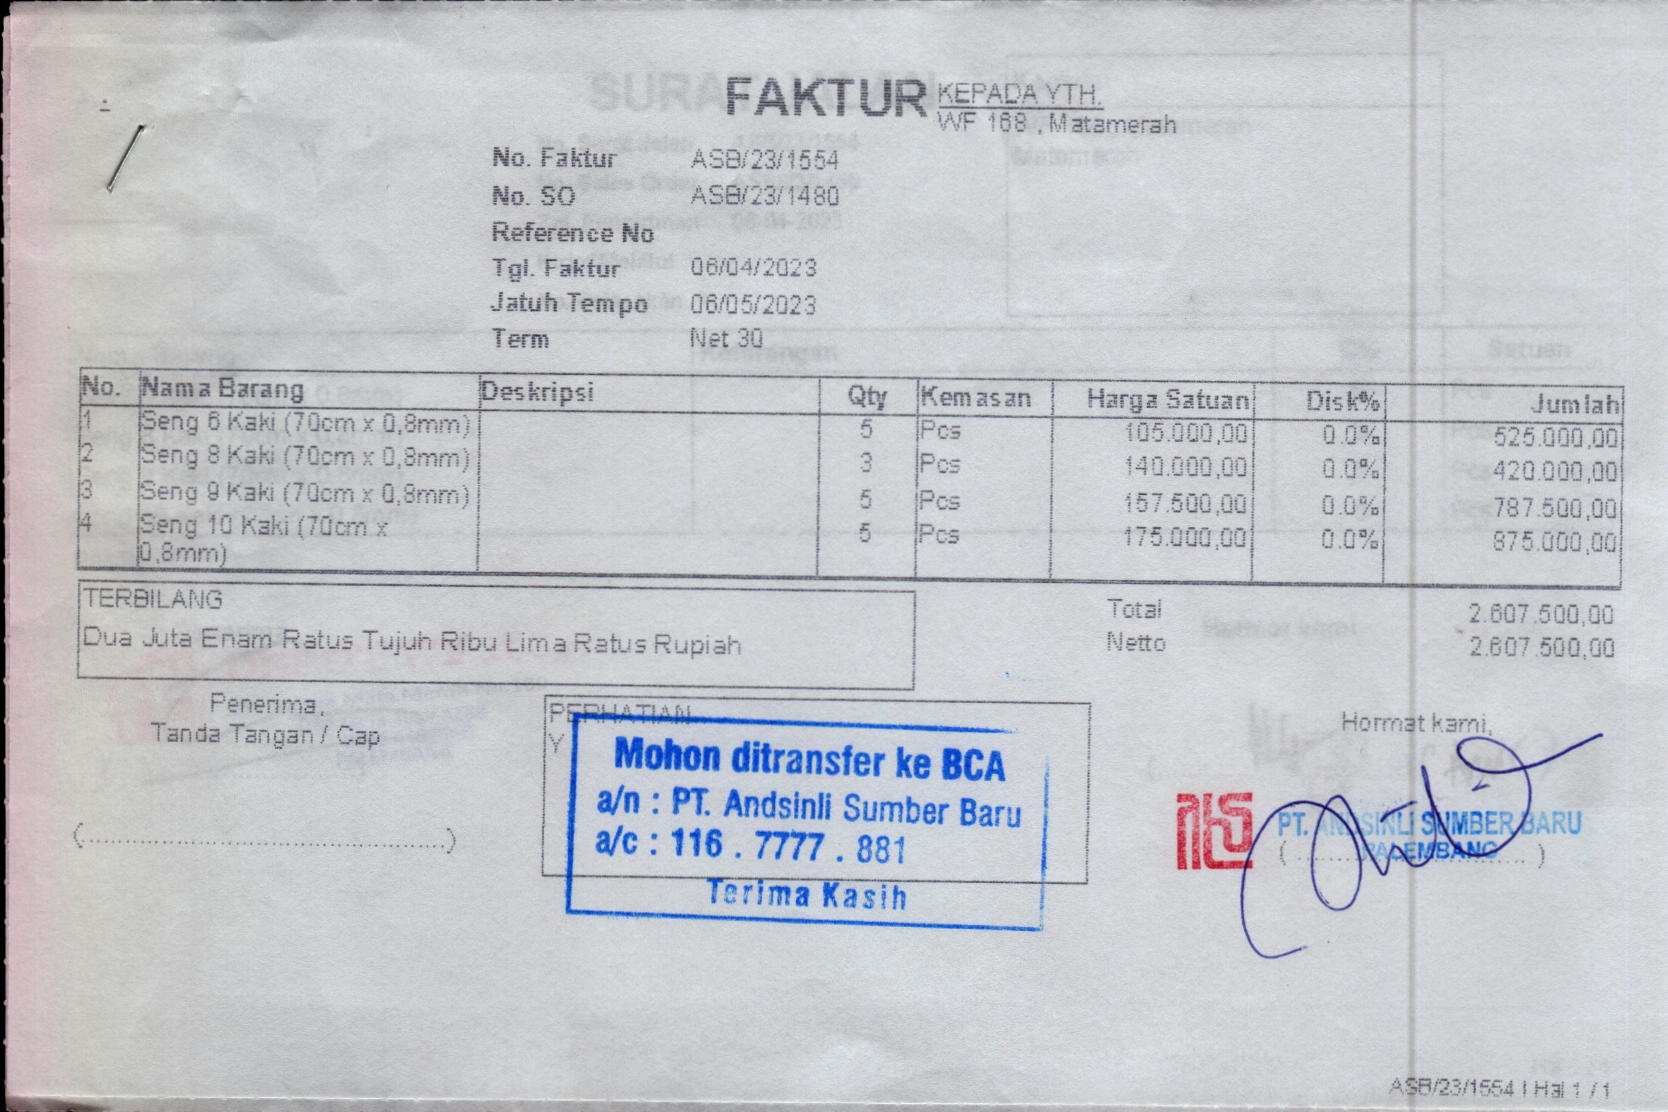 FAKTUR
KEPADA YTH.
WF 168 , Matamerah
No. Faktur ASB/23/1554
No. SO ASB/23/1480
Reference No
Tgl. Faktur 06/04/2023
Jatuh Tempo 06/05/2023
Term Net 30
No. Nama Barang Deskripsi Qty Kemasan Harga Satuan Disk% Jumlah
1 Seng 6 Kaki (70cm x 0,8mm) 5 Pcs 105.000,00 0.0% 525.000,00
2 Seng 8 Kaki (70cm x 0,8mm) 3 Pcs 140.000,00 0.0% 420.000,00
3 Seng 9 Kaki (70cm x 0,8mm) 5 Pcs 157.500,00 0.0% 787.500,00
4 Seng 10 Kaki (70cm x 5 Pcs 175.000,00 0.0% 875.000,00
0,8mm)
TERBILANG
Dua Juta Enam Ratus Tujuh Ribu Lima Ratus Rupiah
Total 2.607.500,00
Netto 2.607.500,00
Penerima,
Tanda Tangan / Cap
(................................................)
PERHATIAN
Y
Mohon ditransfer ke BCA
a/n : PT. Andsinli Sumber Baru
a/c : 116 . 7777 . 881
Terima Kasih
Hormat kami,
PT. ANDSINLI SUMBER BARU
PALEMBANG
ASB/23/1554 | Hal 1 / 1